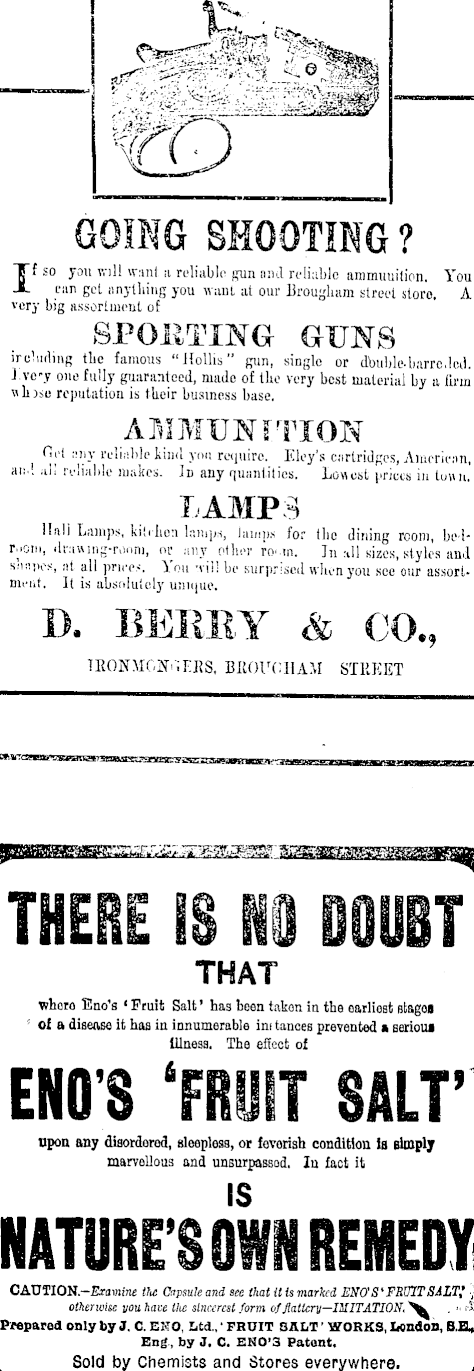 GOING SHOOTING?
If so you will want a reliable gun and reliable ammunition. You
can get anything you want at our Brougham street store. A
very big assortment of
SPORTING GUNS
including the famous "Hollis" gun, single or double-barrelled.
Every one fully guaranteed, made of the very best material by a firm
whose reputation is their business base.
AMMUNITION
Get any reliable kind you require. Eley's cartridges, American,
and all reliable makes. In any quantities. Lowest prices in town.
LAMPS
Hall Lamps, kitchen lamps, lamps for the dining room, bed-
room, drawing-room, or any other room. In all sizes, styles and
shapes, at all prices. You will be surprised when you see our assort-
ment. It is absolutely unique.
D. BERRY & CO.,
IRONMONGERS, BROUGHAM STREET
THERE IS NO DOUBT
THAT
where Eno's 'Fruit Salt' has been taken in the earliest stages
of a disease it has in innumerable instances prevented a serious
illness. The effect of
ENO'S 'FRUIT SALT'
upon any disordered, sleepless, or feverish condition is simply
marvellous and unsurpassed. In fact it
IS
NATURE'S OWN REMEDY
CAUTION.—Examine the Capsule and see that it is marked ENO'S 'FRUIT SALT,'
otherwise you have the sincerest form of flattery—IMITATION.
Prepared only by J. C. ENO, Ltd., 'FRUIT SALT' WORKS, London, S.E.,
Eng., by J. C. ENO'S Patent.
Sold by Chemists and Stores everywhere.